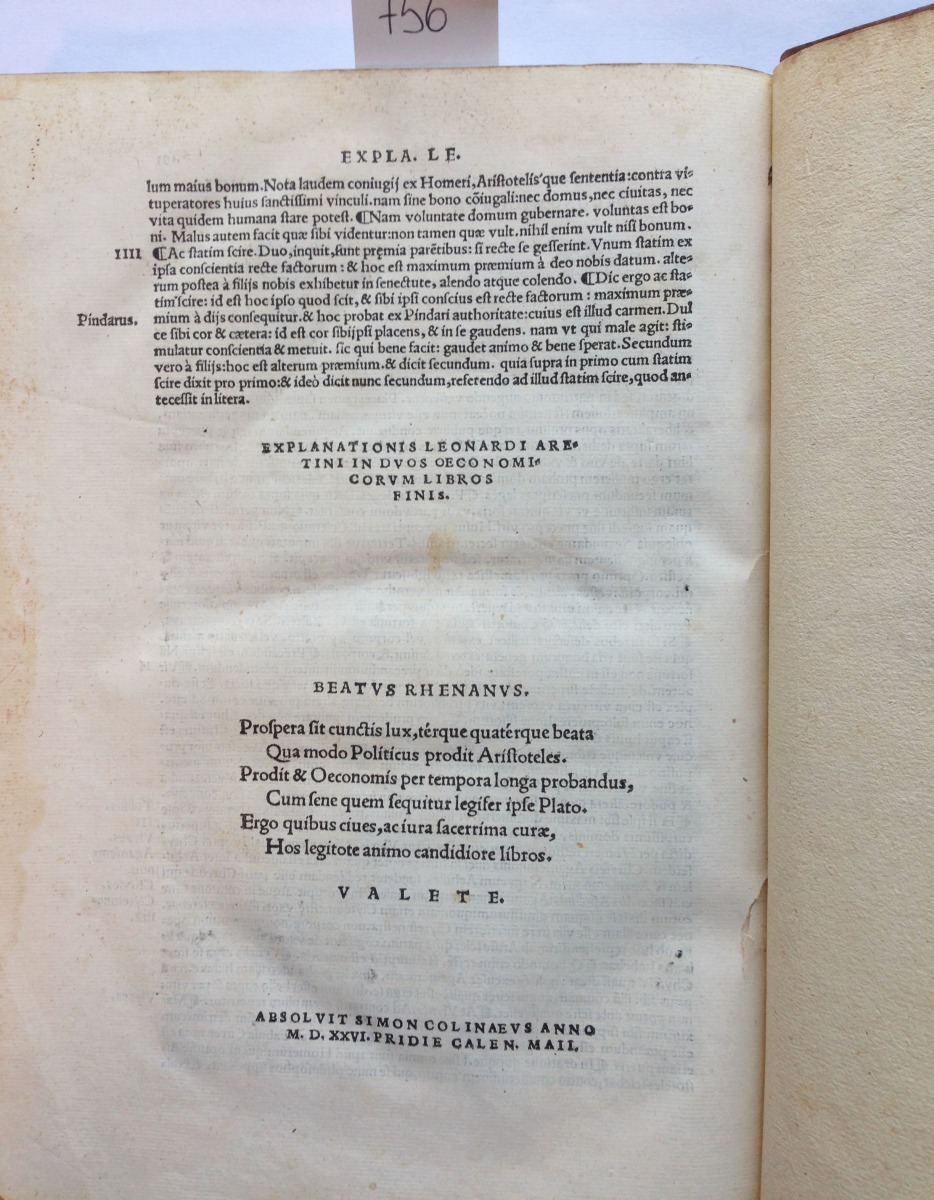 756
EXPLA. LE.
lum maius bonum. Nota laudem coniugij ex Homeri, Ariſtotelis'que ſententia: contra vi-
tuperatores huius ſanctiſſimi vinculi. nam ſine bono cõiugali: nec domus, nec ciuitas, nec
vita quidem humana ſtare poteſt. ¶Nam voluntate domum gubernare. voluntas eſt bo-
ni. Malus autem facit quæ ſibi videntur: non tamen quæ vult. nihil enim vult niſi bonum.
IIII ¶Ac ſtatim ſcire. Duo, inquit, ſunt pręmia parẽtibus: ſi recte ſe geſſerint. Vnum ſtatim ex
ipſa conſcientia recte factorum: & hoc eſt maximum præmium à deo nobis datum. alte-
rum poſtea à filijs nobis exhibetur in ſenectute, alendo atque colendo. ¶Dic ergo ac ſta-
tim ſcire: id eſt hoc ipſo quod ſcit, & ſibi ipſi conſcius eſt recte factorum: maximum præ-
Pindarus. mium à dijs conſequitur. & hoc probat ex Pindari authoritate: cuius eſt illud carmen. Dul
ce ſibi cor & cætera: id eſt cor ſibijpſi placens, & in ſe gaudens. nam vt qui male agit: ſti-
mulatur conſcientia & metuit. ſic qui bene facit: gaudet animo & bene ſperat. Secundum
vero à filijs: hoc eſt alterum præmium. & dicit ſecundum. quia ſupra in primo cum ſtatim
ſcire dixit pro primo: & ideò dicit nunc ſecundum, referendo ad illud ſtatim ſcire, quod an-
teceſſit in litera.
EXPLANATIONIS LEONARDI ARE-
TINI IN DVOS OECONOMI-
CORVM LIBROS
FINIS.
BEATVS RHENANVS.
Proſpera ſit cunctis lux, térque quatérque beata
Qua modo Politicus prodit Ariſtoteles.
Prodit & Oeconomis per tempora longa probandus,
Cum ſene quem ſequitur legifer ipſe Plato.
Ergo quibus ciues, ac iura ſacerrima curæ,
Hos legitote animo candidiore libros.
V A L E T E.
ABSOLVIT SIMON COLINAEVS ANNO
M. D. XXVI. PRIDIE CALEN. MAII.